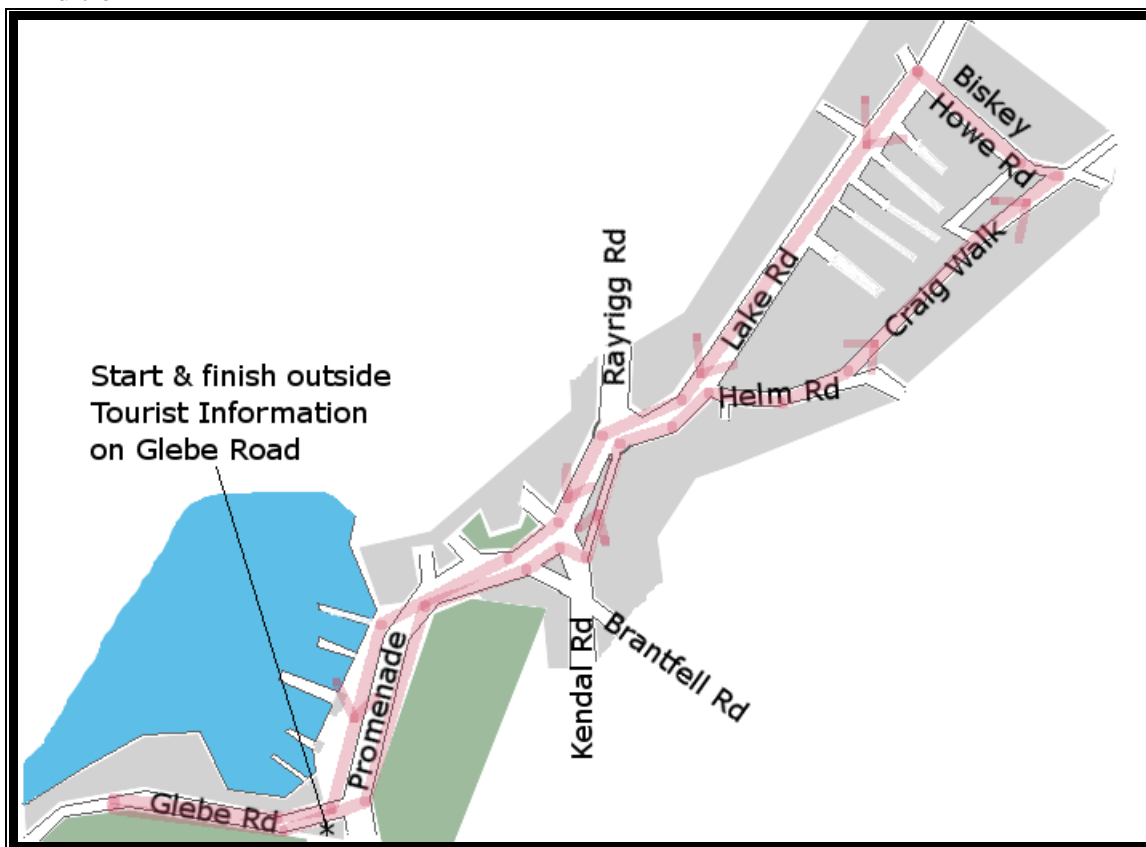 Biskey
Howe Rd
Craig Walk
Lake Rd
Rayrigg Rd
Helm Rd
Start & finish outside
Tourist Information
on Glebe Road
Brantfell Rd
Kendal Rd
Promenade
Glebe Rd
*